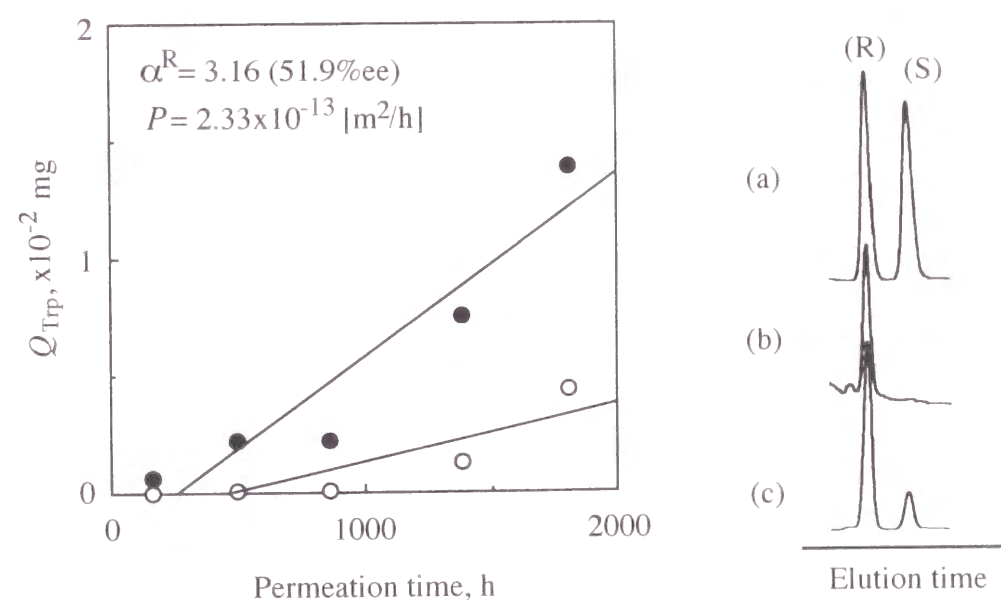 2
1
0
Q_Trp, x10^-2 mg
α^R= 3.16 (51.9%ee)
P= 2.33x10^-13 [m^2/h]
0 1000 2000
Permeation time, h
(R)
(S)
(a)
(b)
(c)
Elution time